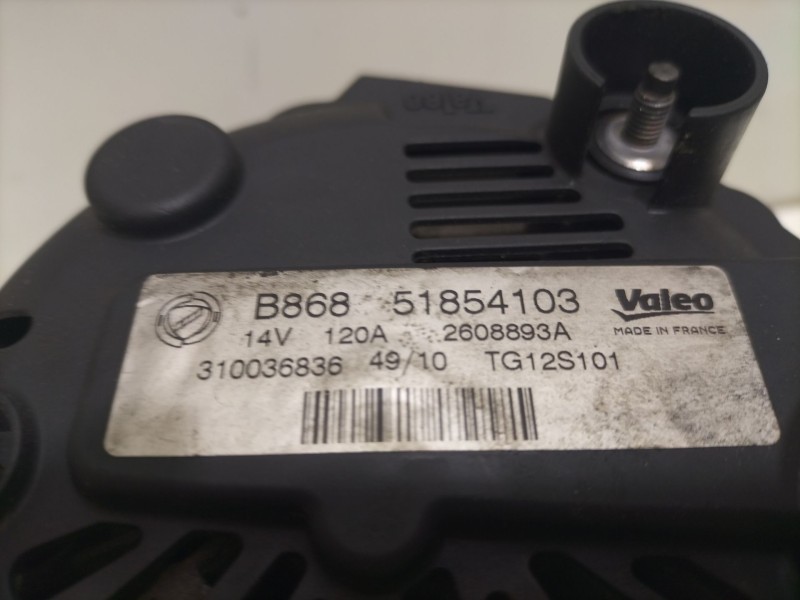 B868 51854103 Valeo
14V 120A 2608893A MADE IN FRANCE
310036836 49/10 TG12S101